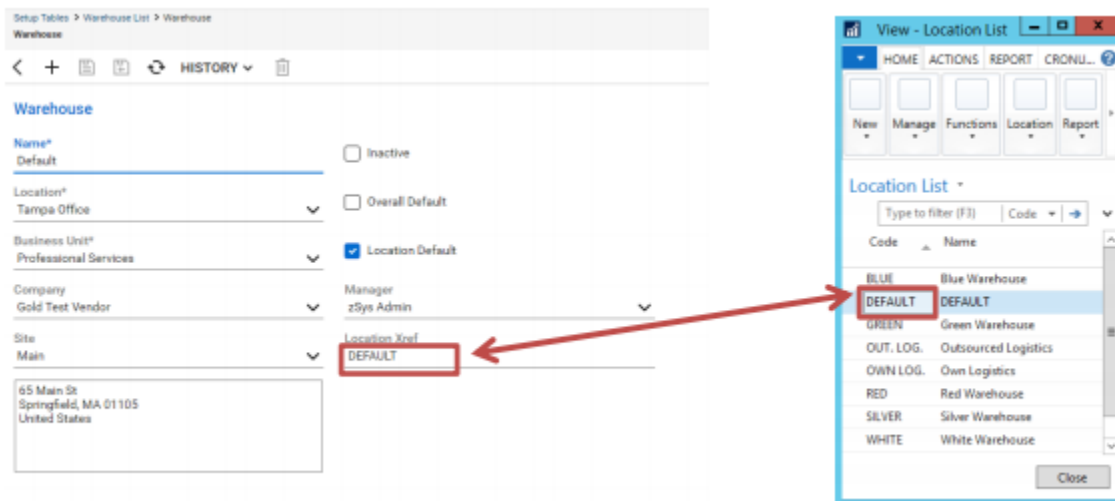 Setup Tables > Warehouse List > Warehouse
Warehouse
HISTORY
Warehouse
Name*
Default
Inactive
Location*
Tampa Office
Overall Default
Business Unit*
Professional Services
Location Default
Company
Gold Test Vendor
Manager
zSys Admin
Site
Main
Location Xref
DEFAULT
65 Main St
Springfield, MA 01105
United States
View - Location List
HOME ACTIONS REPORT CRONU...
New Manage Functions Location Report
Location List
Type to filter (F3) Code
Code Name
BLUE Blue Warehouse
DEFAULT DEFAULT
GREEN Green Warehouse
OUT. LOG. Outsourced Logistics
OWN LOG. Own Logistics
RED Red Warehouse
SILVER Silver Warehouse
WHITE White Warehouse
Close